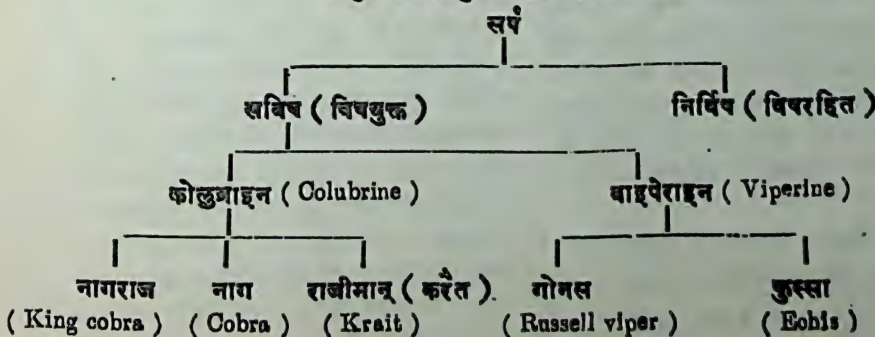 सर्प
सविष ( विषयुक्त ) निर्विष ( विषरहित )
कोलुब्राइन ( Colubrine ) वाइपेराइन ( Viperine )
नागराज नाग राजीमान् ( करैत ). गोनस फुरसा
( King cobra ) ( Cobra ) ( Krait ) ( Russell viper ) ( Echis )